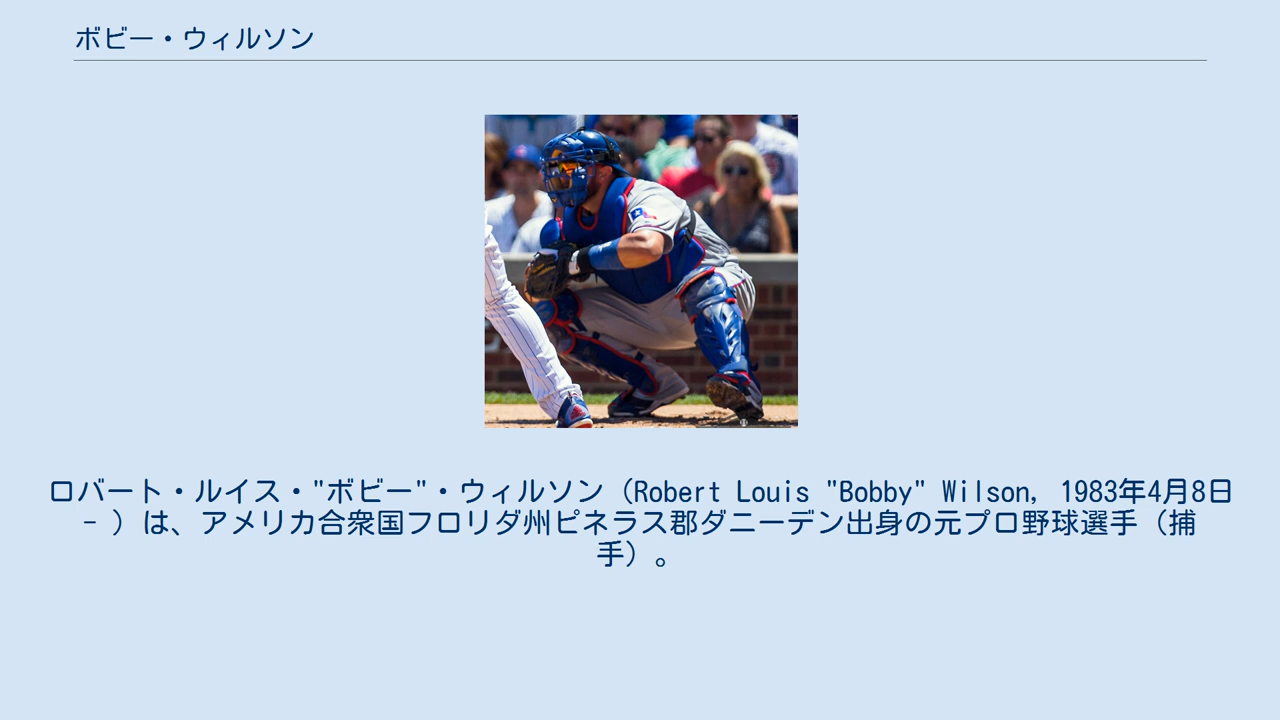 ボビー・ウィルソン
ロバート・ルイス・"ボビー"・ウィルソン（Robert Louis "Bobby" Wilson, 1983年4月8日
- ）は、アメリカ合衆国フロリダ州ピネラス郡ダニーデン出身の元プロ野球選手（捕
手）。